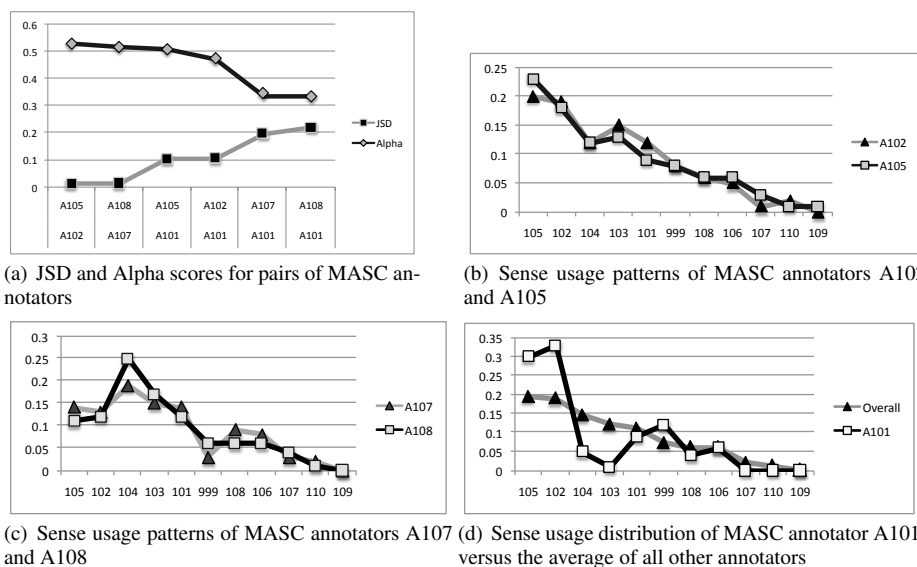 0.6
0.5
0.4
0.3
0.2
0.1
0
JSD
Alpha
A105 A108 A105 A102 A107 A108
A102 A107 A101 A101 A101 A101
(a) JSD and Alpha scores for pairs of MASC an-
notators
0.25
0.2
0.15
0.1
0.05
0
A102
A105
105 102 104 103 101 999 108 106 107 110 109
(b) Sense usage patterns of MASC annotators A102
and A105
0.3
0.25
0.2
0.15
0.1
0.05
0
A107
A108
105 102 104 103 101 999 108 106 107 110 109
(c) Sense usage patterns of MASC annotators A107
and A108
0.35
0.3
0.25
0.2
0.15
0.1
0.05
0
Overall
A101
105 102 104 103 101 999 108 106 107 110 109
(d) Sense usage distribution of MASC annotator A101
versus the average of all other annotators